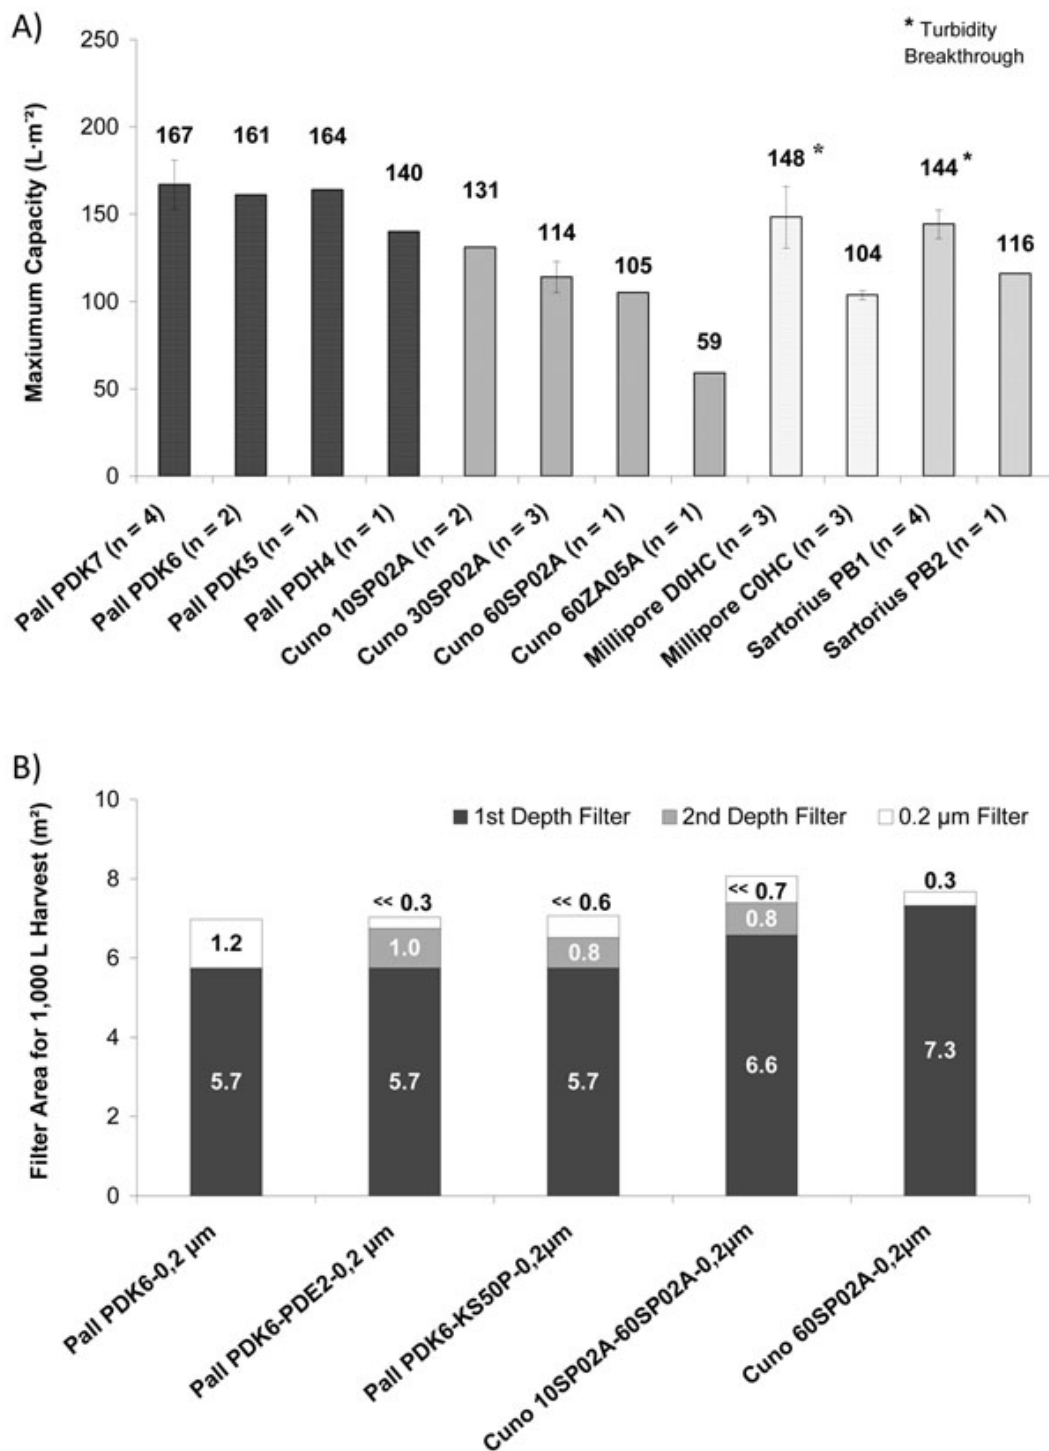 A)
* Turbidity
Breakthrough
Maxiumum Capacity (L·m⁻²)
250
200
150
100
50
0
167
161
164
140
131
114
105
59
148 *
104
144 *
116
Pall PDK7 (n = 4)
Pall PDK6 (n = 2)
Pall PDK5 (n = 1)
Pall PDH4 (n = 1)
Cuno 10SP02A (n = 2)
Cuno 30SP02A (n = 3)
Cuno 60SP02A (n = 1)
Cuno 60ZA05A (n = 1)
Millipore D0HC (n = 3)
Millipore C0HC (n = 3)
Sartorius PB1 (n = 4)
Sartorius PB2 (n = 1)
B)
Filter Area for 1,000 L Harvest (m²)
10
8
6
4
2
0
1st Depth Filter
2nd Depth Filter
0.2 µm Filter
1.2
5.7
<< 0.3
1.0
5.7
<< 0.6
0.8
5.7
<< 0.7
0.8
6.6
0.3
7.3
Pall PDK6-0,2 µm
Pall PDK6-PDE2-0,2 µm
Pall PDK6-KS50P-0,2µm
Cuno 10SP02A-60SP02A-0,2µm
Cuno 60SP02A-0,2µm